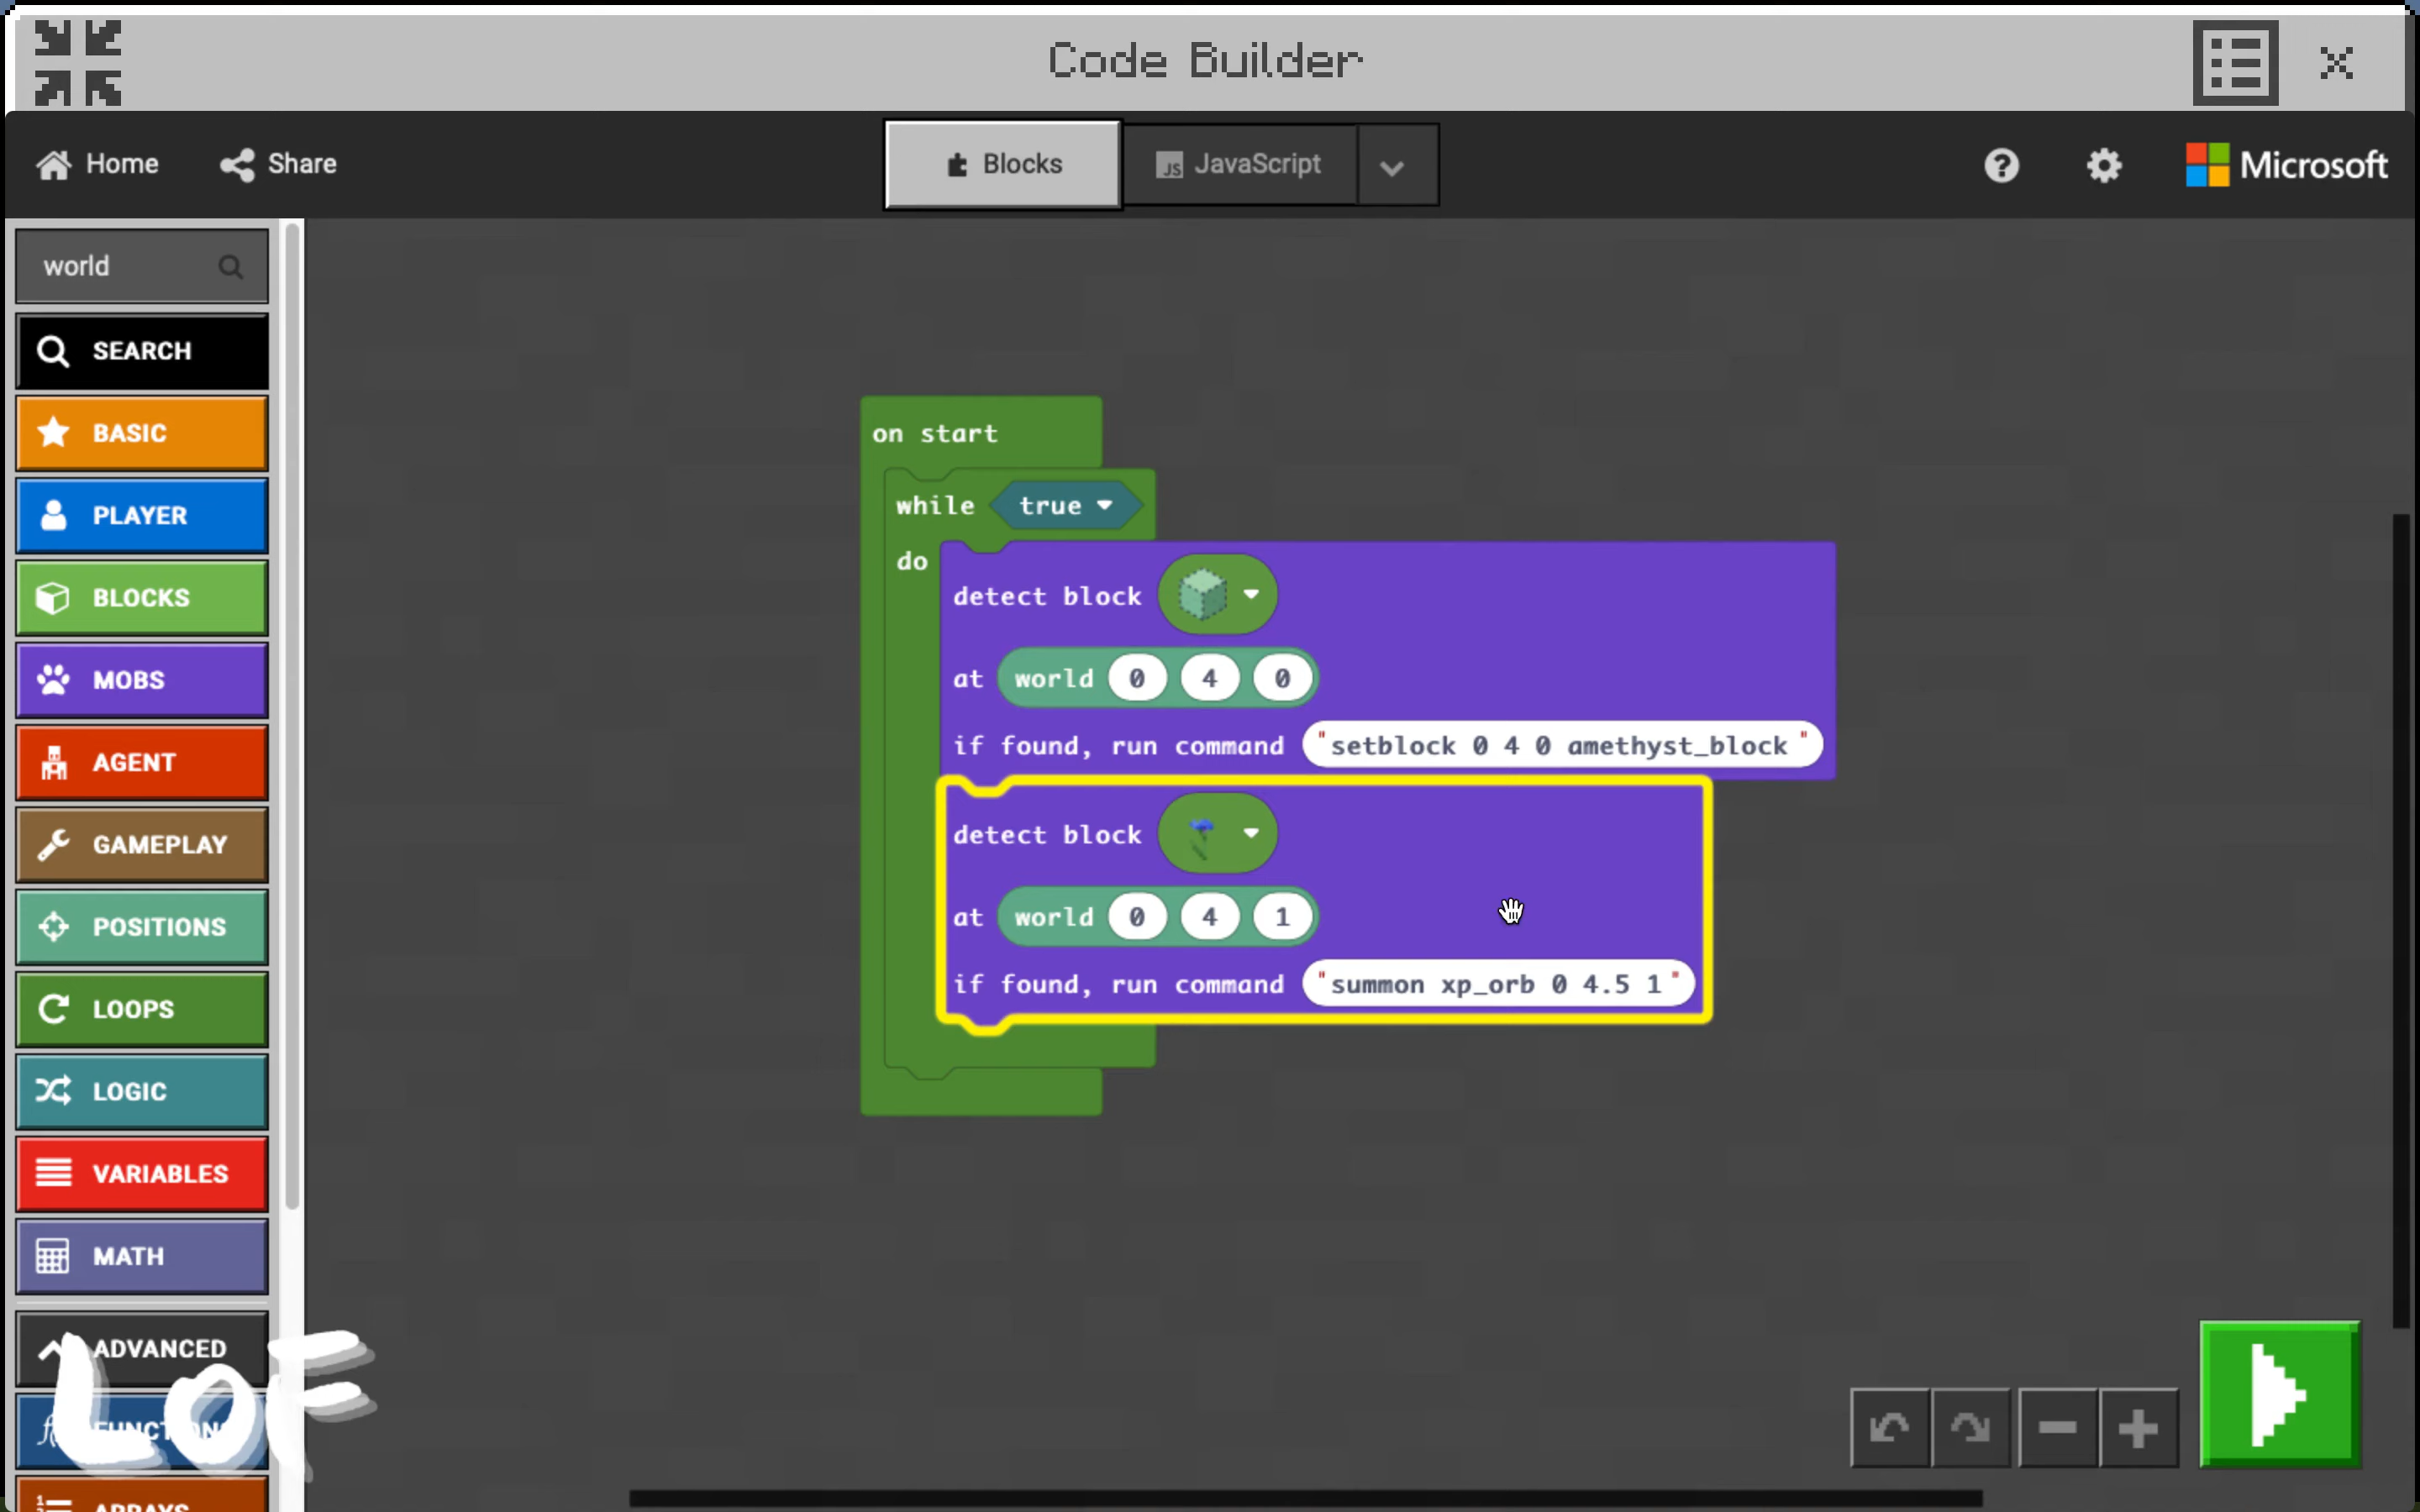 Code Builder
Home
Share
Blocks
JS JavaScript
Microsoft
world
SEARCH
BASIC
PLAYER
BLOCKS
MOBS
AGENT
GAMEPLAY
POSITIONS
LOOPS
LOGIC
VARIABLES
MATH
ADVANCED
FUNCTIONS
ARRAYS
LOF
on start
while true
do
detect block
at world 0 4 0
if found, run command "setblock 0 4 0 amethyst_block "
detect block
at world 0 4 1
if found, run command "summon xp_orb 0 4.5 1"